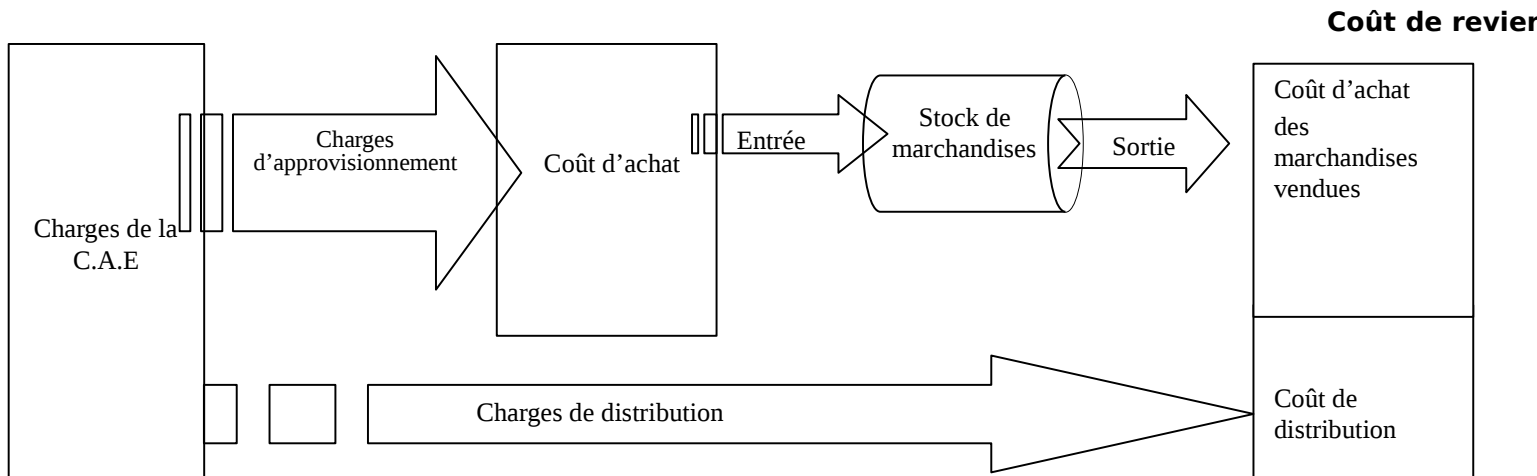 Coût de revien
Charges de la
C.A.E
Charges
d’approvisionnement
Coût d’achat
Entrée
Stock de
marchandises
Sortie
Coût d’achat
des
marchandises
vendues
Charges de distribution
Coût de
distribution